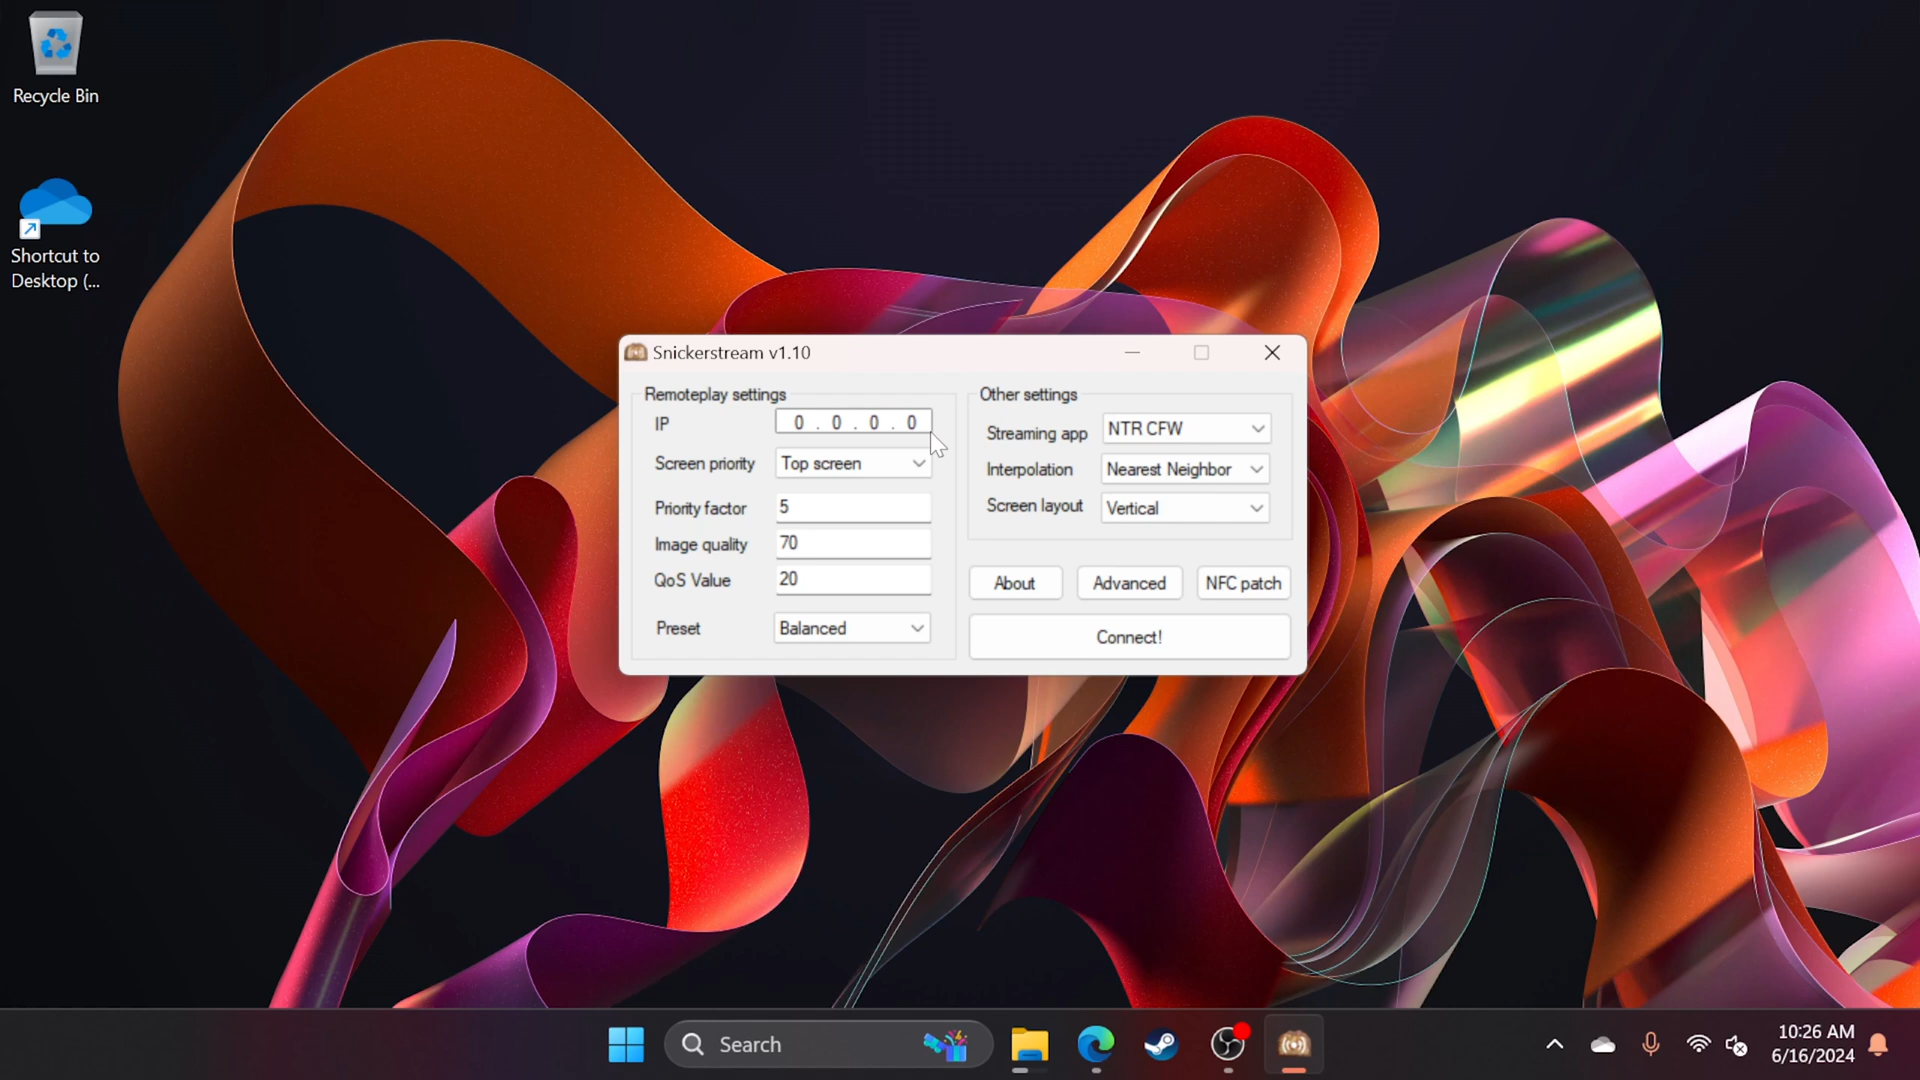 Recycle Bin
Shortcut to
Desktop (...
Snickerstream v1.10
Remoteplay settings
IP
0 . 0 . 0 . 0
Screen priority
Top screen
Priority factor
5
Image quality
70
QoS Value
20
Preset
Balanced
Other settings
Streaming app
NTR CFW
Interpolation
Nearest Neighbor
Screen layout
Vertical
About
Advanced
NFC patch
Connect!
Search
10:26 AM
6/16/2024